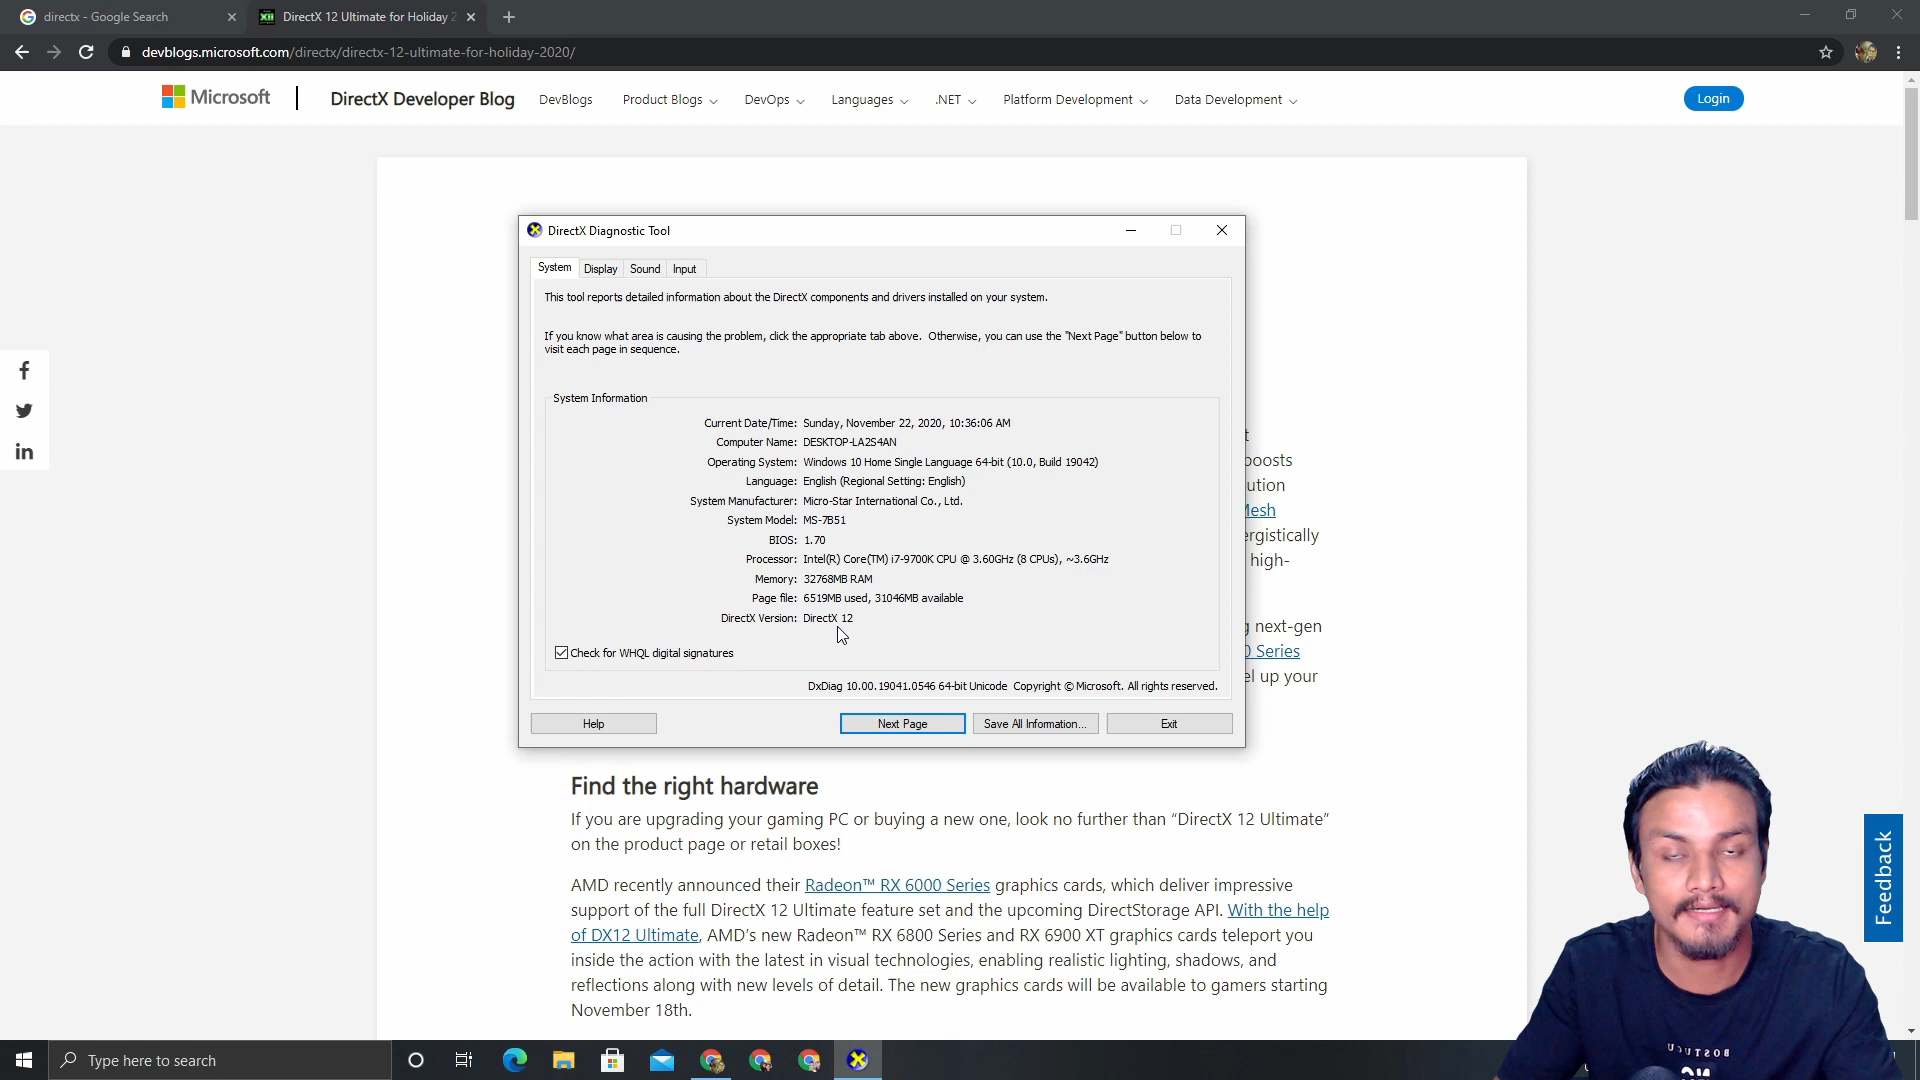 directx - Google Search
DirectX 12 Ultimate for Holiday 2
devblogs.microsoft.com/directx/directx-12-ultimate-for-holiday-2020/
Microsoft
DirectX Developer Blog
DevBlogs
Product Blogs
DevOps
Languages
.NET
Platform Development
Data Development
Login
DirectX Diagnostic Tool
System
Display
Sound
Input
This tool reports detailed information about the DirectX components and drivers installed on your system.
If you know what area is causing the problem, click the appropriate tab above.  Otherwise, you can use the "Next Page" button below to
visit each page in sequence.
System Information
Current Date/Time: Sunday, November 22, 2020, 10:36:06 AM
Computer Name: DESKTOP-LA2S4AN
Operating System: Windows 10 Home Single Language 64-bit (10.0, Build 19042)
Language: English (Regional Setting: English)
System Manufacturer: Micro-Star International Co., Ltd.
System Model: MS-7B51
BIOS: 1.70
Processor: Intel(R) Core(TM) i7-9700K CPU @ 3.60GHz (8 CPUs), ~3.6GHz
Memory: 32768MB RAM
Page file: 6519MB used, 31046MB available
DirectX Version: DirectX 12
Check for WHQL digital signatures
DxDiag 10.00.19041.0546 64-bit Unicode  Copyright © Microsoft. All rights reserved.
Help
Next Page
Save All Information...
Exit
t
boosts
ution
Mesh
ergistically
high-
g next-gen
0 Series
el up your
Find the right hardware
If you are upgrading your gaming PC or buying a new one, look no further than “DirectX 12 Ultimate”
on the product page or retail boxes!
AMD recently announced their Radeon™ RX 6000 Series graphics cards, which deliver impressive
support of the full DirectX 12 Ultimate feature set and the upcoming DirectStorage API. With the help
of DX12 Ultimate, AMD’s new Radeon™ RX 6800 Series and RX 6900 XT graphics cards teleport you
inside the action with the latest in visual technologies, enabling realistic lighting, shadows, and
reflections along with new levels of detail. The new graphics cards will be available to gamers starting
November 18th.
Feedback
Type here to search